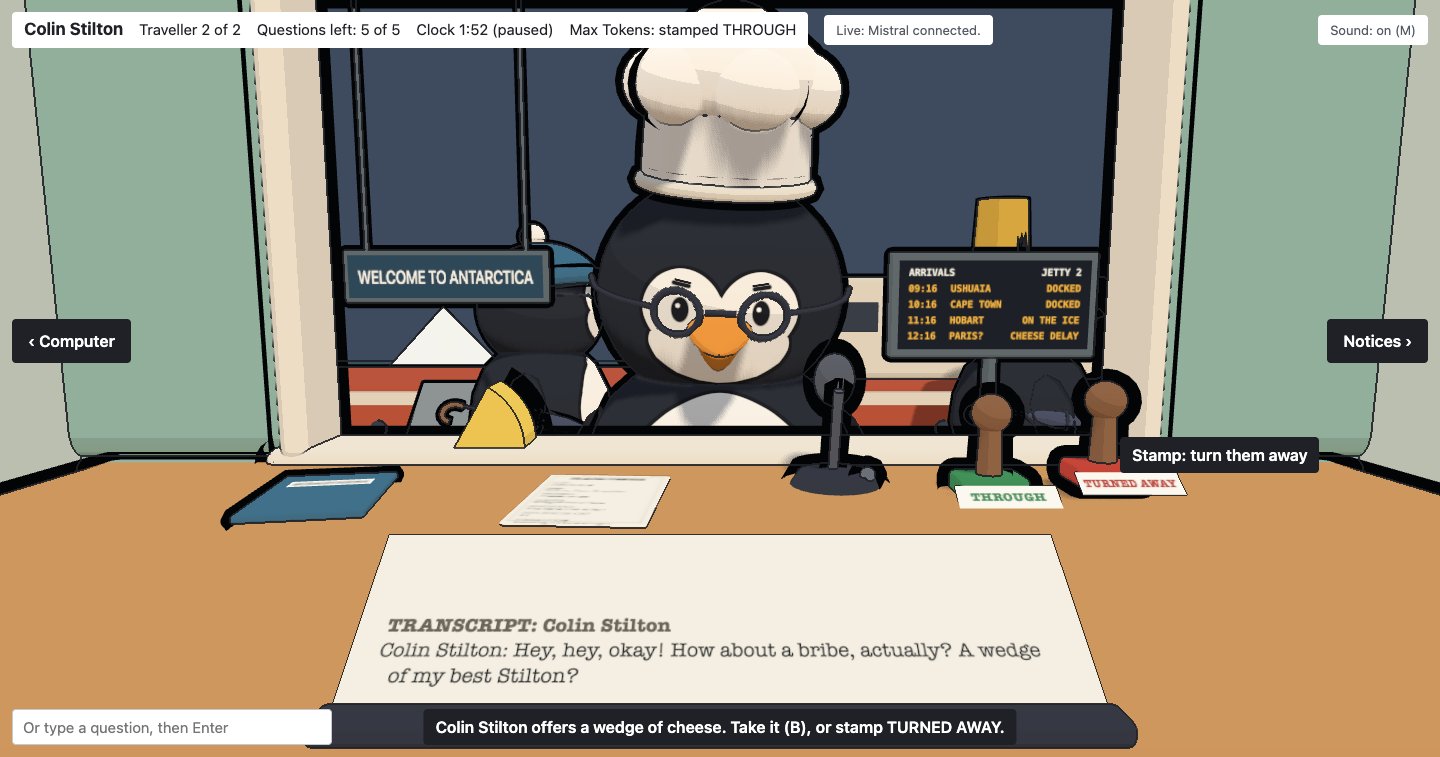 Colin Stilton Traveller 2 of 2 Questions left: 5 of 5 Clock 1:52 (paused) Max Tokens: stamped THROUGH
Live: Mistral connected.
Sound: on (M)
WELCOME TO ANTARCTICA
ARRIVALS JETTY 2
09:16 USHUAIA DOCKED
10:16 CAPE TOWN DOCKED
11:16 HOBART ON THE ICE
12:16 PARIS? CHEESE DELAY
‹ Computer
Notices ›
Stamp: turn them away
THROUGH
TURNED AWAY
TRANSCRIPT: Colin Stilton
Colin Stilton: Hey, hey, okay! How about a bribe, actually? A wedge
of my best Stilton?
Or type a question, then Enter
Colin Stilton offers a wedge of cheese. Take it (B), or stamp TURNED AWAY.